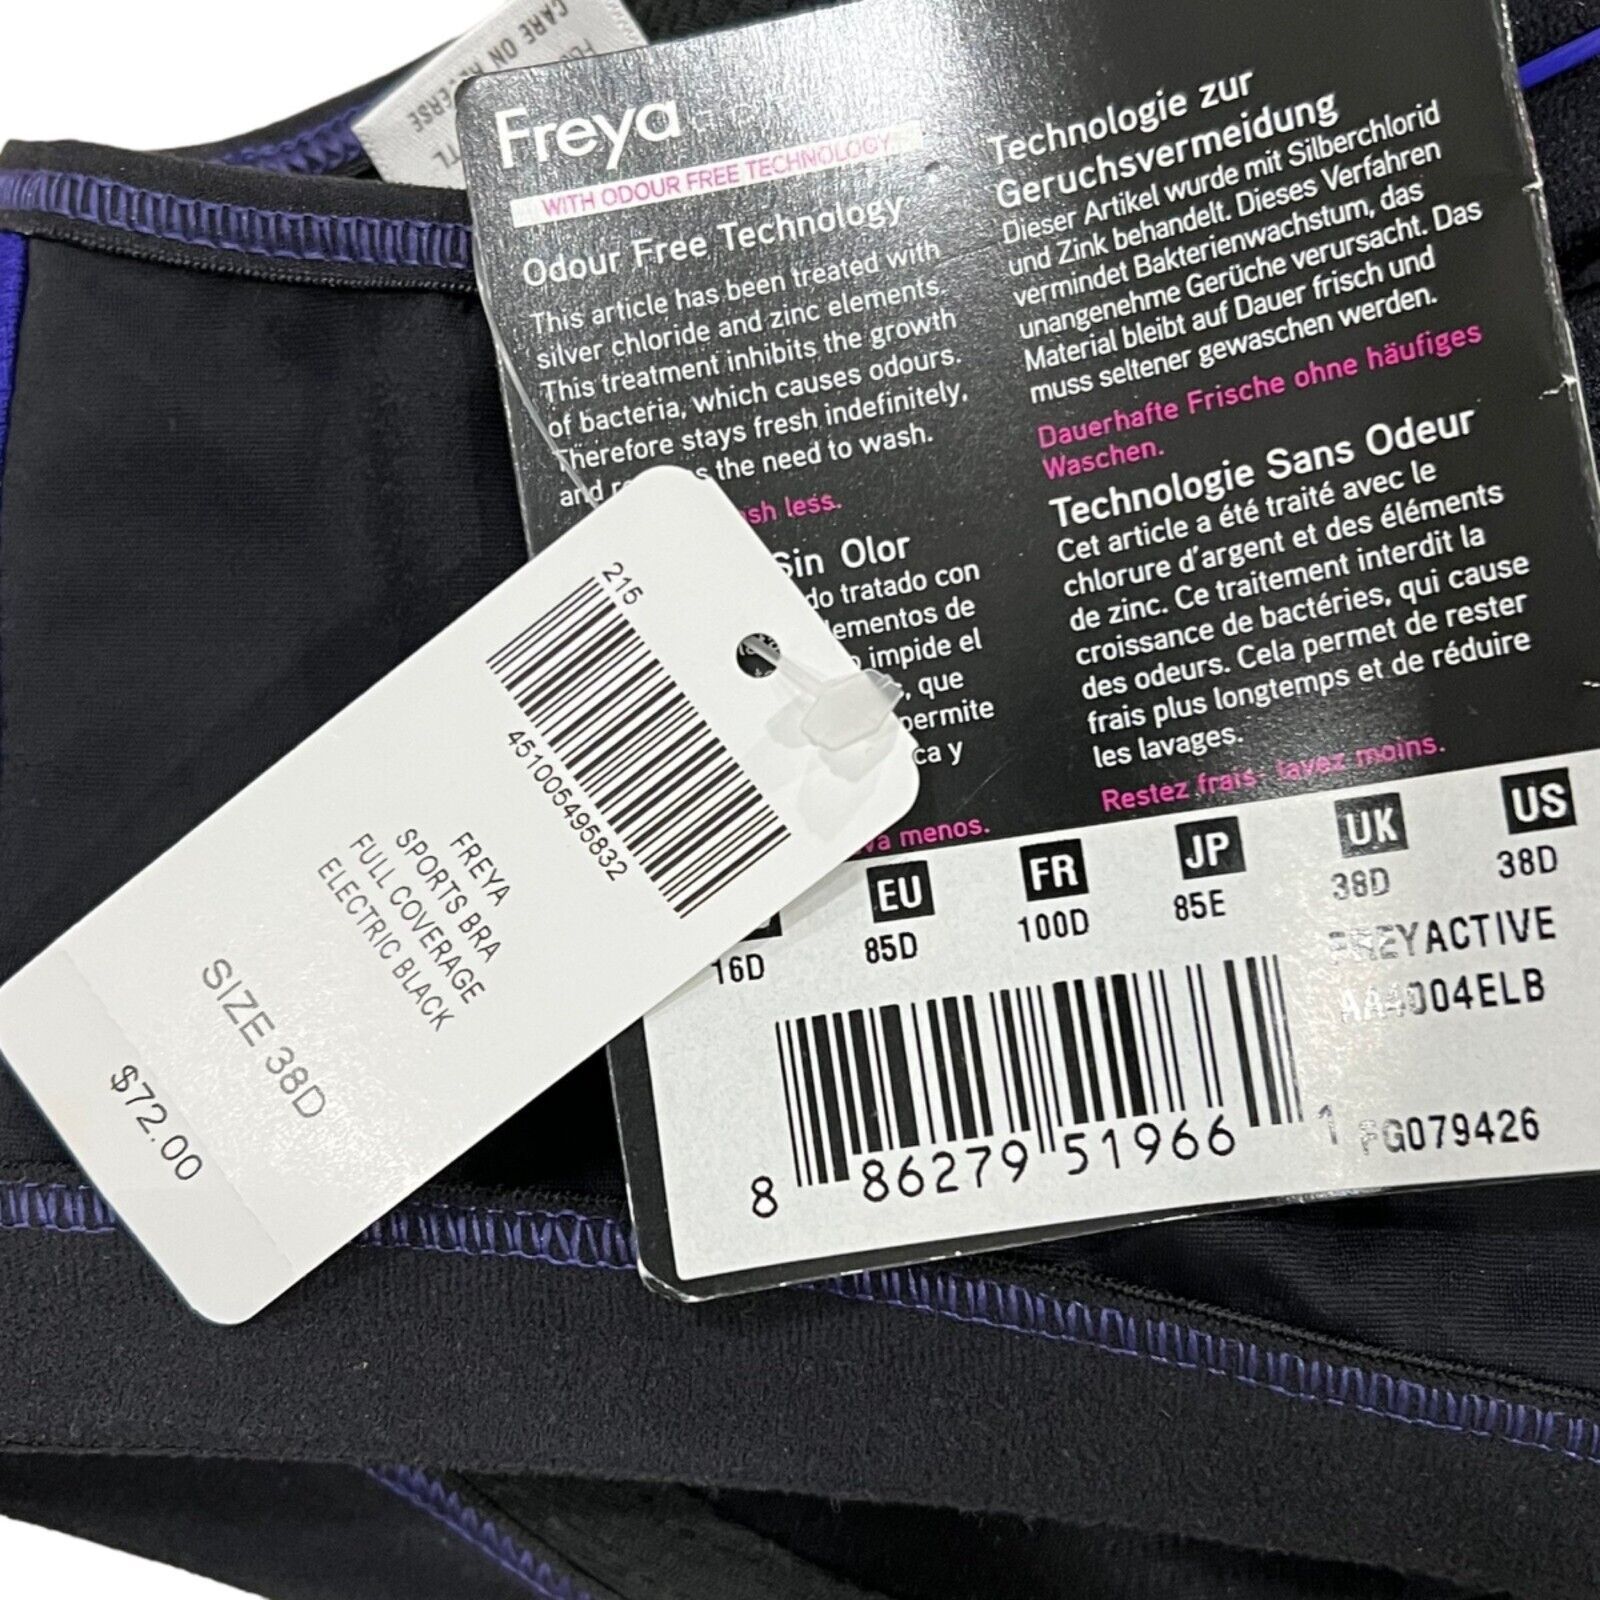 CARE ON REVERSE
Freya
WITH ODOUR FREE TECHNOLOGY
Odour Free Technology
This article has been treated with
silver chloride and zinc elements.
This treatment inhibits the growth
of bacteria, which causes odours.
Therefore stays fresh indefinitely,
and the need to wash.
less.
Sin Olor
tratado con
impide el
que
permite
y
menos.
Technologie zur
Geruchsvermeidung
Dieser Artikel wurde mit Silberchlorid
und Zink behandelt. Dieses Verfahren
vermindet Bakterienwachstum, das
unangenehme Gerüche verursacht. Das
Material bleibt auf Dauer frisch und
muss seltener gewaschen werden.
Dauerhafte Frische ohne häufiges
Waschen.
Technologie Sans Odeur
Cet article a été traité avec le
chlorure d'argent et des éléments
de zinc. Ce traitement interdit la
croissance de bactéries, qui cause
des odeurs. Cela permet de rester
frais plus longtemps et de réduire
les lavages.
Restez frais- lavez moins.
EU FR JP UK US
16D 85D 100D 85E 38D 38D
FREYACTIVE
AA4004ELB
8 86279 51966 1
FG079426
215
451005495832
FREYA
SPORTS BRA
FULL COVERAGE
ELECTRIC BLACK
SIZE 38D
$72.00